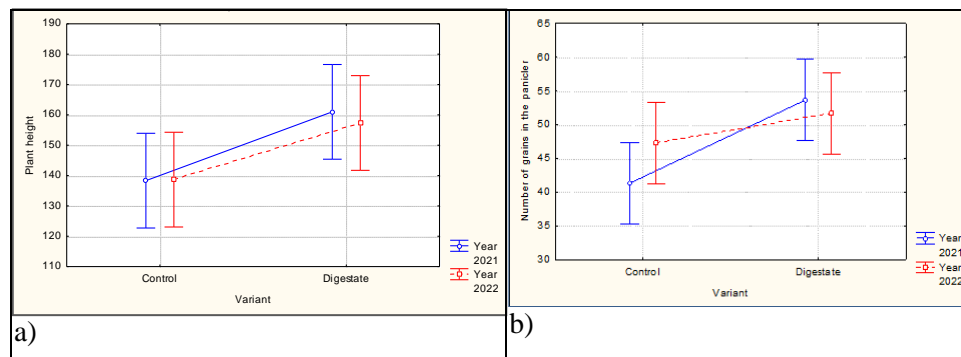 190
180
170
160
150
140
130
120
110
Plant height
Control
Digestate
Variant
Year
2021
Year
2022
a)
65
60
55
50
45
40
35
30
Number of grains in the panicler
Control
Digestate
Variant
Year
2021
Year
2022
b)